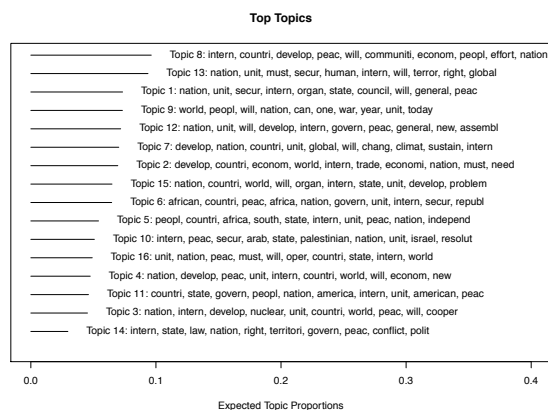 Top Topics
Topic 8: intern, countri, develop, peac, will, communiti, econom, peopl, effort, nation
Topic 13: nation, unit, must, secur, human, intern, will, terror, right, global
Topic 1: nation, unit, secur, intern, organ, state, council, will, general, peac
Topic 9: world, peopl, will, nation, can, one, war, year, unit, today
Topic 12: nation, unit, will, develop, intern, govern, peac, general, new, assembl
Topic 7: develop, nation, countri, unit, global, will, chang, climat, sustain, intern
Topic 2: develop, countri, econom, world, intern, trade, economi, nation, must, need
Topic 15: nation, countri, world, will, organ, intern, state, unit, develop, problem
Topic 6: african, countri, peac, africa, nation, govern, unit, intern, secur, republ
Topic 5: peopl, countri, africa, south, state, intern, unit, peac, nation, independ
Topic 10: intern, peac, secur, arab, state, palestinian, nation, unit, israel, resolut
Topic 16: unit, nation, peac, must, will, oper, countri, state, intern, world
Topic 4: nation, develop, peac, unit, intern, countri, world, will, econom, new
Topic 11: countri, state, govern, peopl, nation, america, intern, unit, american, peac
Topic 3: nation, intern, develop, nuclear, unit, countri, world, peac, will, cooper
Topic 14: intern, state, law, nation, right, territori, govern, peac, conflict, polit
0.0 0.1 0.2 0.3 0.4
Expected Topic Proportions